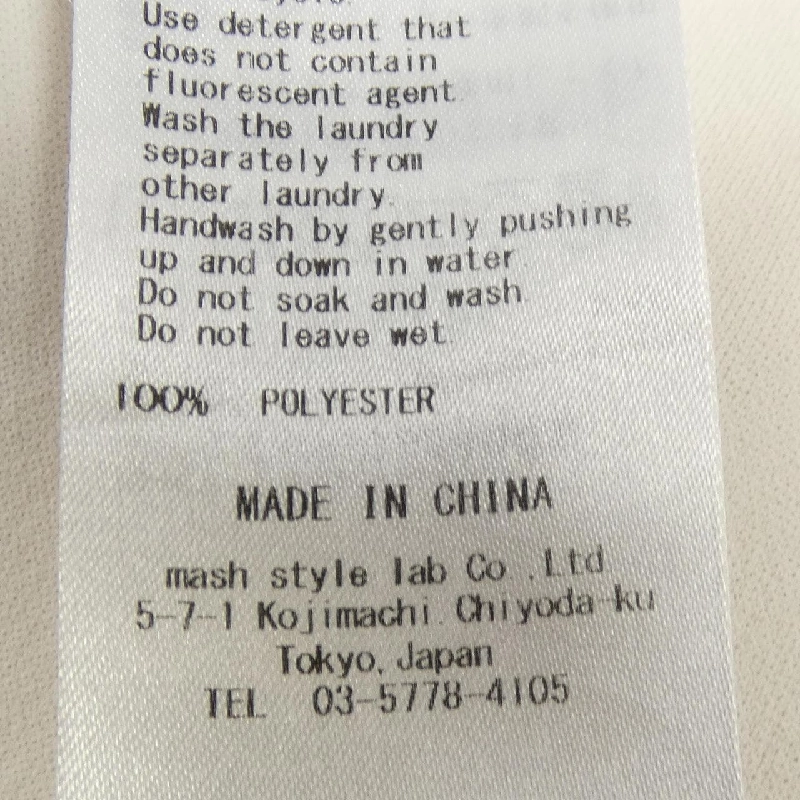 Use detergent that
does not contain
fluorescent agent.
Wash the laundry
separately from
other laundry.
Handwash by gently pushing
up and down in water.
Do not soak and wash.
Do not leave wet.
100% POLYESTER
MADE IN CHINA
mash style lab Co .Ltd
5-7-1 Kojimachi. Chiyoda-ku
Tokyo, Japan
TEL 03-5778-4105